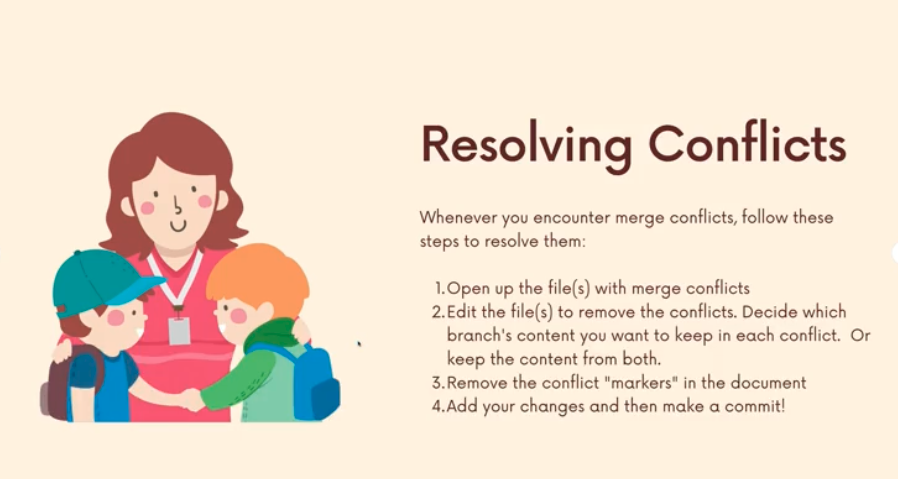 Resolving Conflicts
Whenever you encounter merge conflicts, follow these
steps to resolve them:
1.Open up the file(s) with merge conflicts
2.Edit the file(s) to remove the conflicts. Decide which
branch's content you want to keep in each conflict. Or
keep the content from both.
3.Remove the conflict "markers" in the document
4.Add your changes and then make a commit!